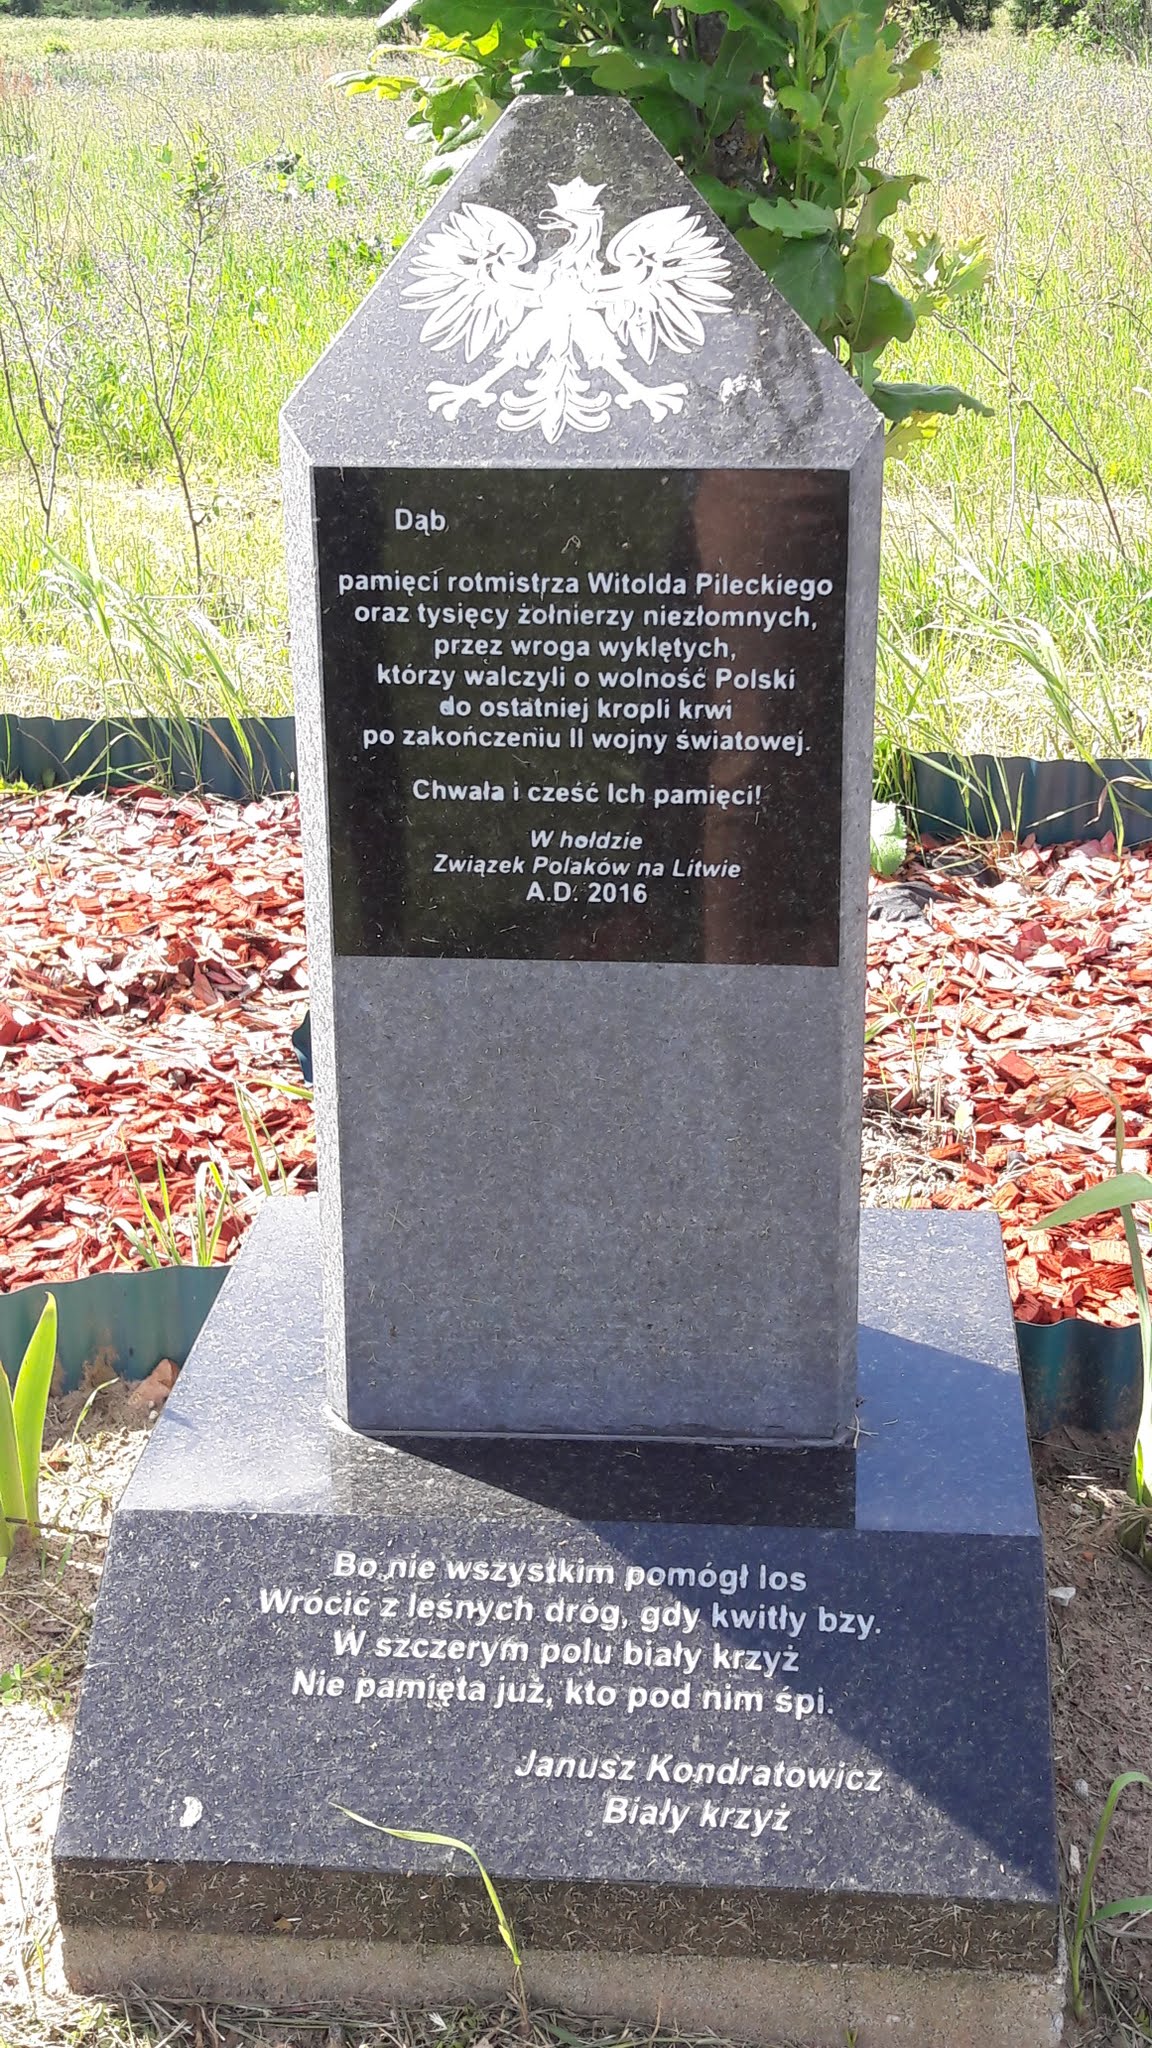 Dąb
pamięci rotmistrza Witolda Pileckiego
oraz tysięcy żołnierzy niezłomnych,
przez wroga wyklętych,
którzy walczyli o wolność Polski
do ostatniej kropli krwi
po zakończeniu II wojny światowej.
Chwała i cześć Ich pamięci!
W hołdzie
Związek Polaków na Litwie
A.D. 2016
Bo nie wszystkim pomógł los
Wrócić z leśnych dróg, gdy kwitły bzy.
W szczerym polu biały krzyż
Nie pamięta już, kto pod nim śpi.
Janusz Kondratowicz
Biały krzyż